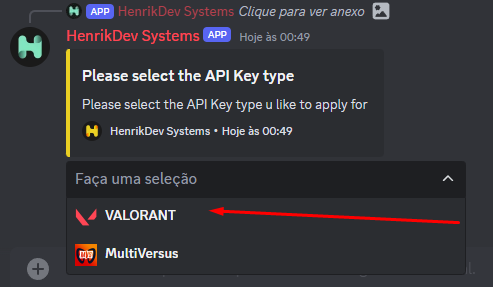 APP HenrikDev Systems Clique para ver anexo
HenrikDev Systems APP Hoje às 00:49
Please select the API Key type
Please select the API Key type u like to apply for
HenrikDev Systems • Hoje às 00:49
Faça uma seleção
VALORANT
MultiVersus